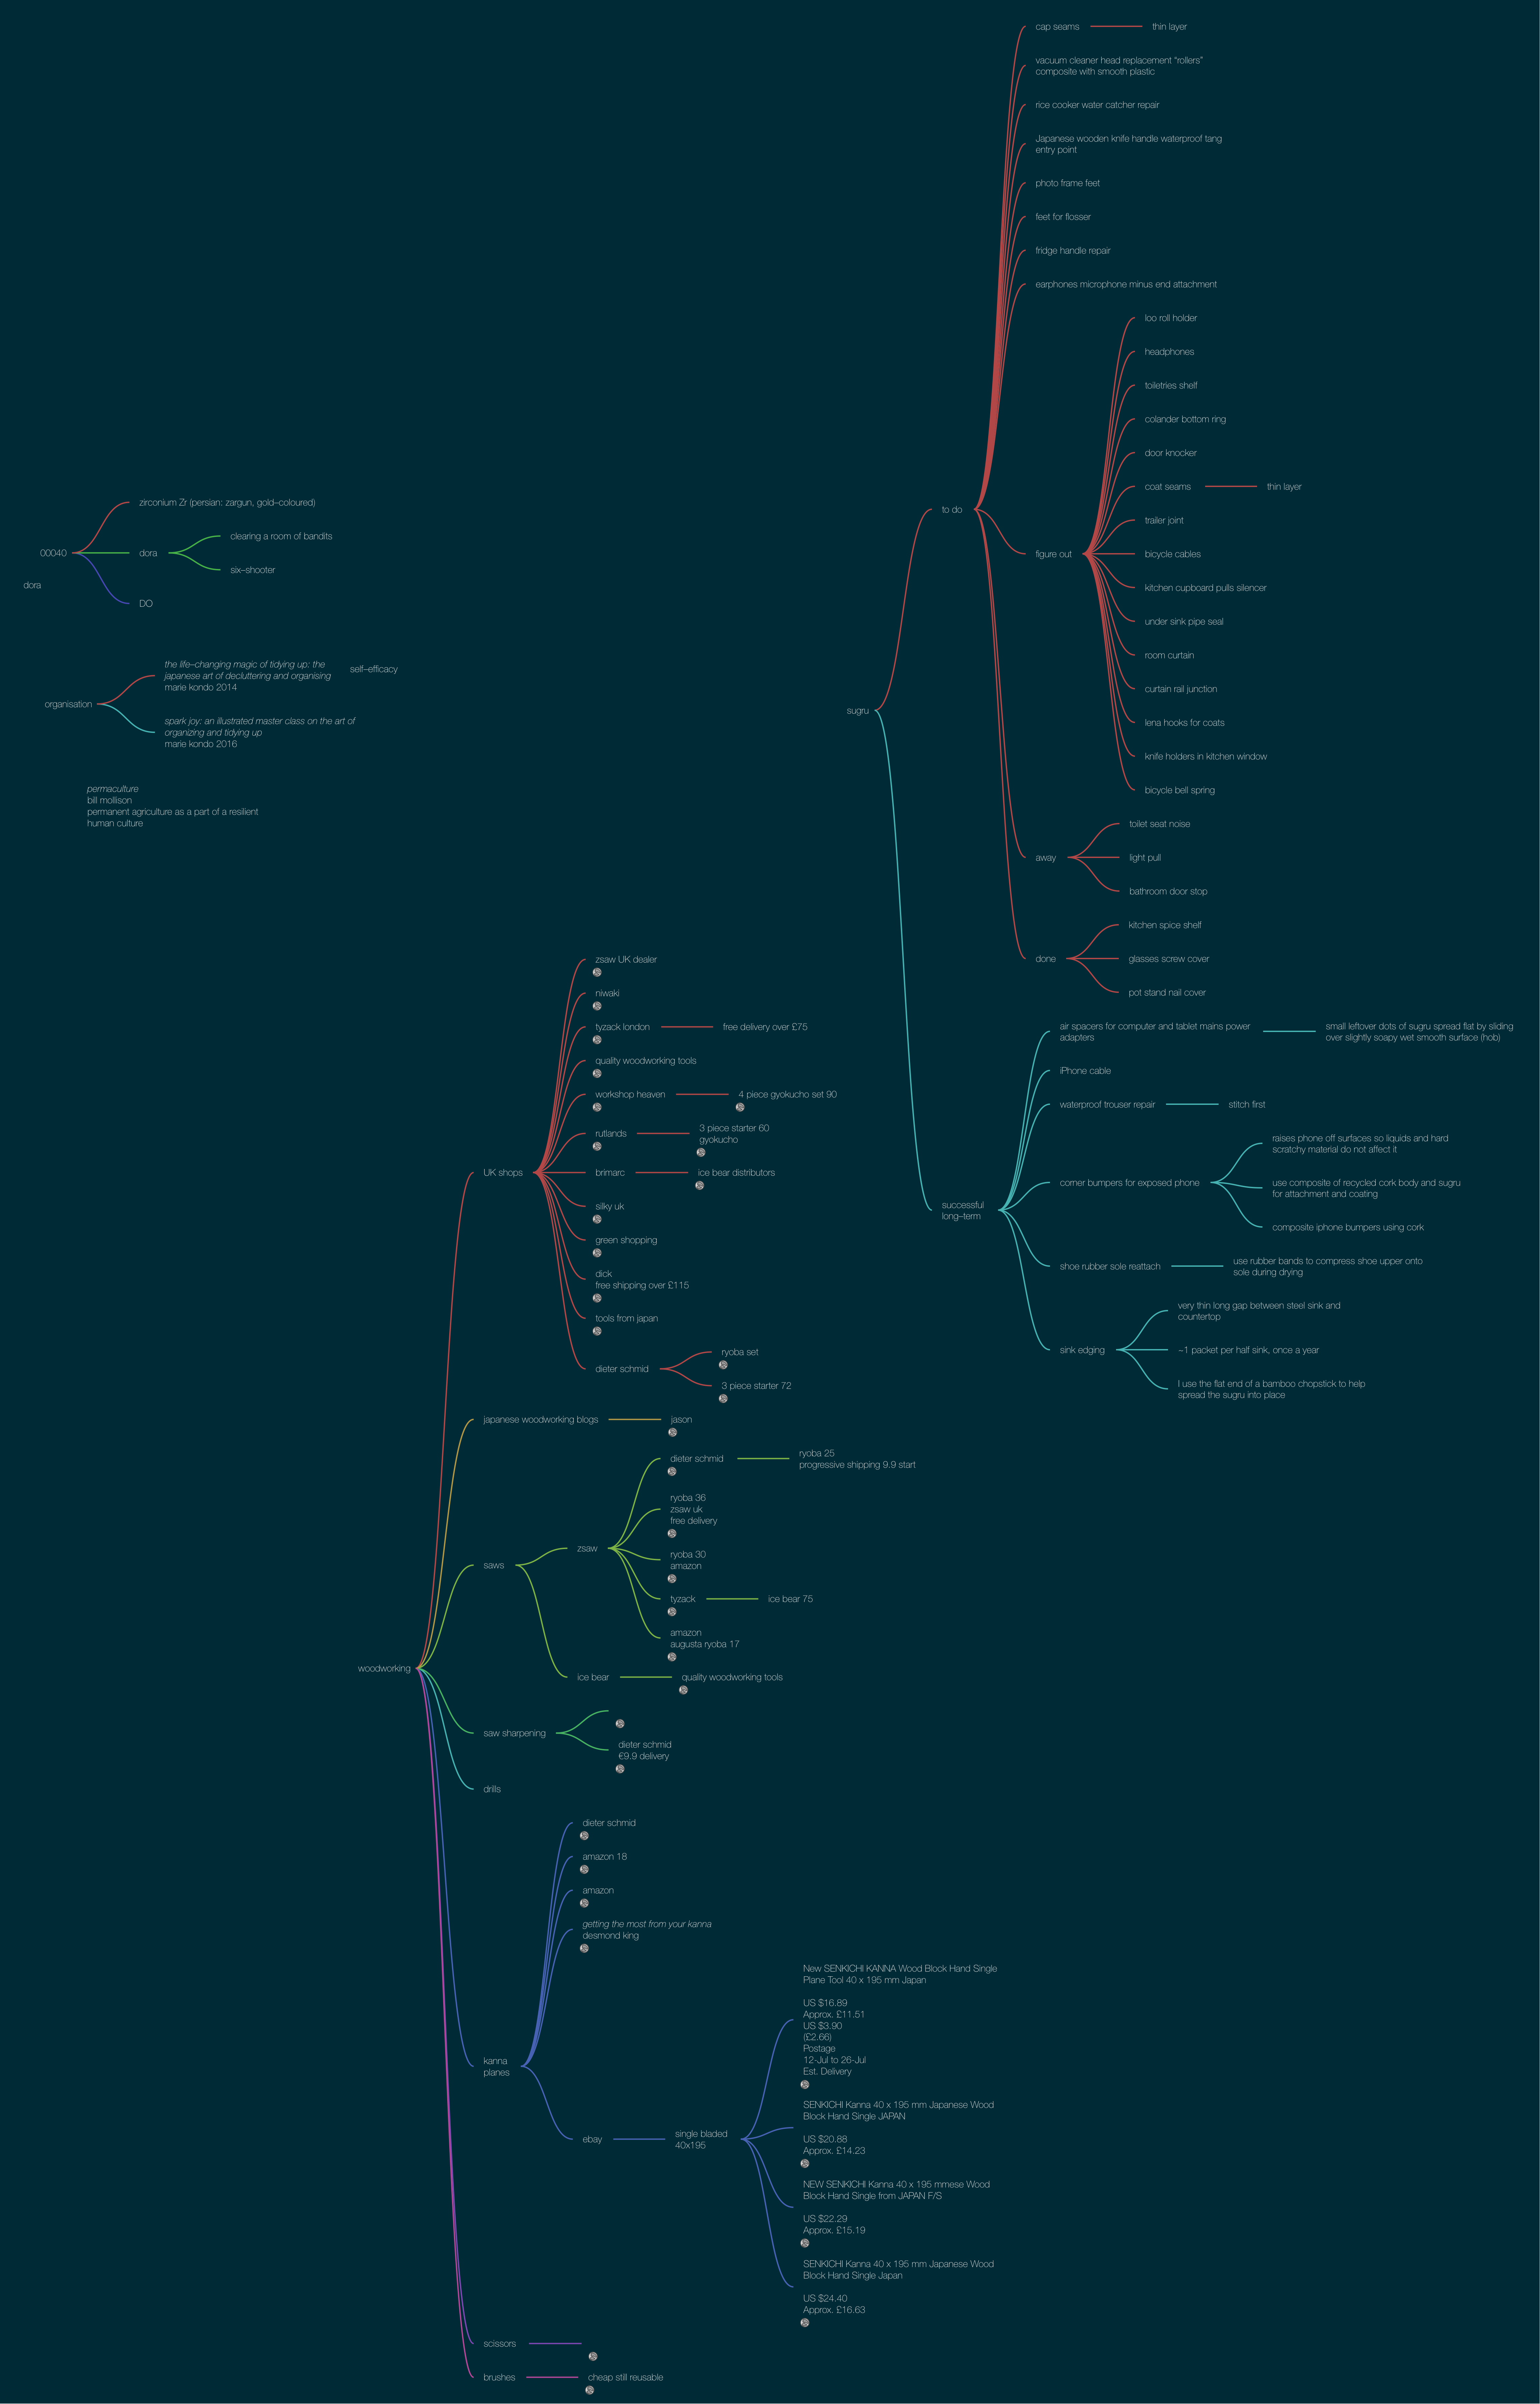 00040
zirconium Zr (persian: zargun, gold–coloured)
dora
clearing a room of bandits
six–shooter
DO
dora
organisation
the life–changing magic of tidying up: the
japanese art of decluttering and organising
marie kondo 2014
self–efficacy
spark joy: an illustrated master class on the art of
organizing and tidying up
marie kondo 2016
permaculture
bill mollison
permanent agriculture as a part of a resilient
human culture
sugru
to do
cap seams
thin layer
vacuum cleaner head replacement “rollers”
composite with smooth plastic
rice cooker water catcher repair
Japanese wooden knife handle waterproof tang
entry point
photo frame feet
feet for flosser
fridge handle repair
earphones microphone minus end attachment
figure out
loo roll holder
headphones
toiletries shelf
colander bottom ring
door knocker
coat seams
thin layer
trailer joint
bicycle cables
kitchen cupboard pulls silencer
under sink pipe seal
room curtain
curtain rail junction
lena hooks for coats
knife holders in kitchen window
bicycle bell spring
away
toilet seat noise
light pull
bathroom door stop
done
kitchen spice shelf
glasses screw cover
pot stand nail cover
successful
long–term
air spacers for computer and tablet mains power
adapters
small leftover dots of sugru spread flat by sliding
over slightly soapy wet smooth surface (hob)
iPhone cable
waterproof trouser repair
stitch first
corner bumpers for exposed phone
raises phone off surfaces so liquids and hard
scratchy material do not affect it
use composite of recycled cork body and sugru
for attachment and coating
composite iphone bumpers using cork
shoe rubber sole reattach
use rubber bands to compress shoe upper onto
sole during drying
sink edging
very thin long gap between steel sink and
countertop
~1 packet per half sink, once a year
I use the flat end of a bamboo chopstick to help
spread the sugru into place
woodworking
UK shops
zsaw UK dealer
niwaki
tyzack london
free delivery over £75
quality woodworking tools
workshop heaven
4 piece gyokucho set 90
rutlands
3 piece starter 60
gyokucho
brimarc
ice bear distributors
silky uk
green shopping
dick
free shipping over £115
tools from japan
dieter schmid
ryoba set
3 piece starter 72
japanese woodworking blogs
jason
saws
zsaw
dieter schmid
ryoba 25
progressive shipping 9.9 start
ryoba 36
zsaw uk
free delivery
ryoba 30
amazon
tyzack
ice bear 75
amazon
augusta ryoba 17
ice bear
quality woodworking tools
saw sharpening
dieter schmid
€9.9 delivery
drills
kanna
planes
dieter schmid
amazon 18
amazon
getting the most from your kanna
desmond king
ebay
single bladed
40x195
New SENKICHI KANNA Wood Block Hand Single
Plane Tool 40 x 195 mm Japan
US $16.89
Approx. £11.51
US $3.90
(£2.66)
Postage
12-Jul to 26-Jul
Est. Delivery
SENKICHI Kanna 40 x 195 mm Japanese Wood
Block Hand Single JAPAN
US $20.88
Approx. £14.23
NEW SENKICHI Kanna 40 x 195 mmese Wood
Block Hand Single from JAPAN F/S
US $22.29
Approx. £15.19
SENKICHI Kanna 40 x 195 mm Japanese Wood
Block Hand Single Japan
US $24.40
Approx. £16.63
scissors
brushes
cheap still reusable